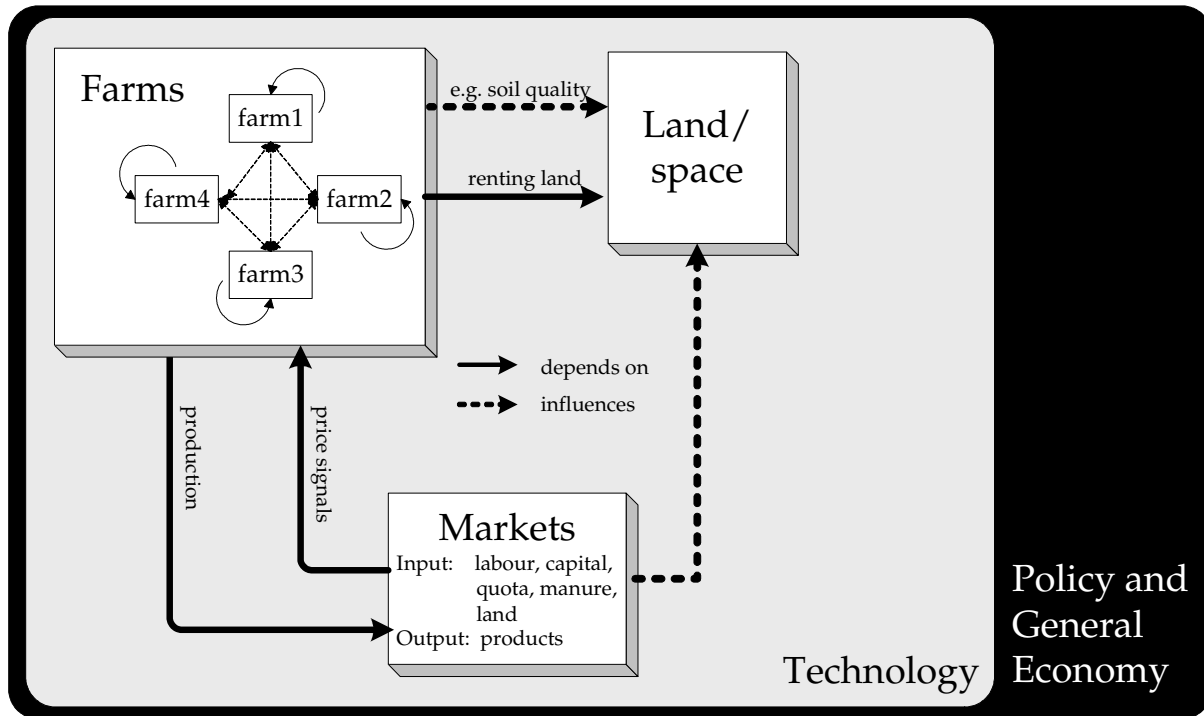 Farms
farm1
farm4
farm2
farm3
e.g. soil quality
renting land
Land/
space
depends on
influences
production
price signals
Markets
Input: labour, capital,
quota, manure,
land
Output: products
Technology
Policy and
General
Economy